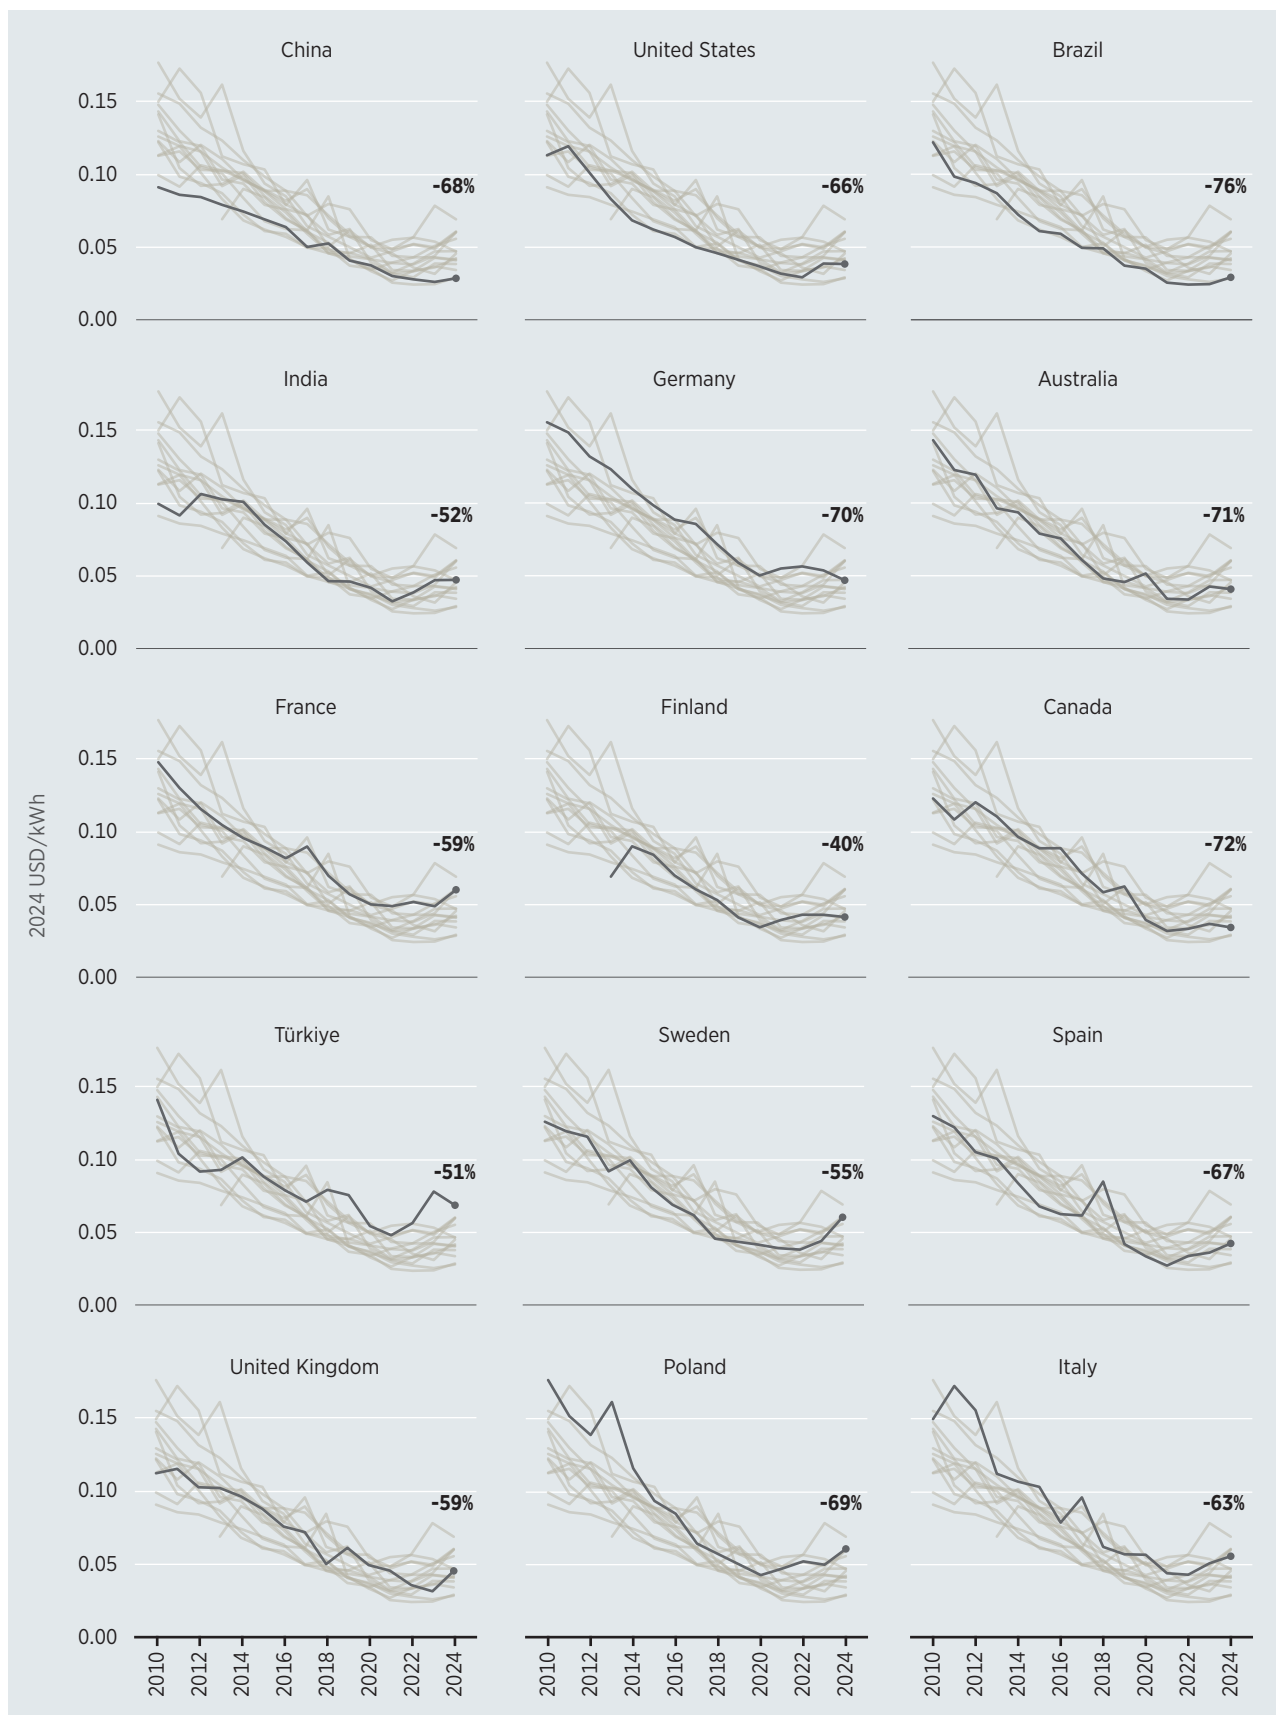 China
United States
Brazil
0.15
0.10
0.05
0.00
-68%
-66%
-76%
India
Germany
Australia
0.15
0.10
0.05
0.00
-52%
-70%
-71%
France
Finland
Canada
0.15
0.10
0.05
0.00
-59%
-40%
-72%
2024 USD/kWh
Türkiye
Sweden
Spain
0.15
0.10
0.05
0.00
-51%
-55%
-67%
United Kingdom
Poland
Italy
0.15
0.10
0.05
0.00
-59%
-69%
-63%
2010 2012 2014 2016 2018 2020 2022 2024
2010 2012 2014 2016 2018 2020 2022 2024
2010 2012 2014 2016 2018 2020 2022 2024